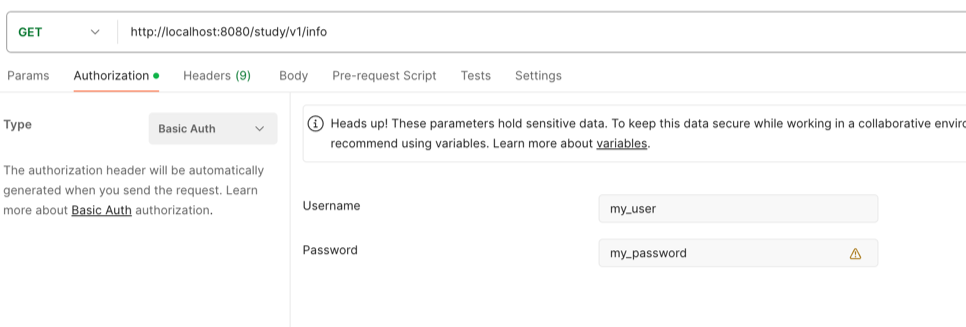 GET http://localhost:8080/study/v1/info
Params Authorization Headers (9) Body Pre-request Script Tests Settings
Type Basic Auth
The authorization header will be automatically
generated when you send the request. Learn
more about Basic Auth authorization.
Heads up! These parameters hold sensitive data. To keep this data secure while working in a collaborative
recommend using variables. Learn more about variables.
Username my_user
Password my_password